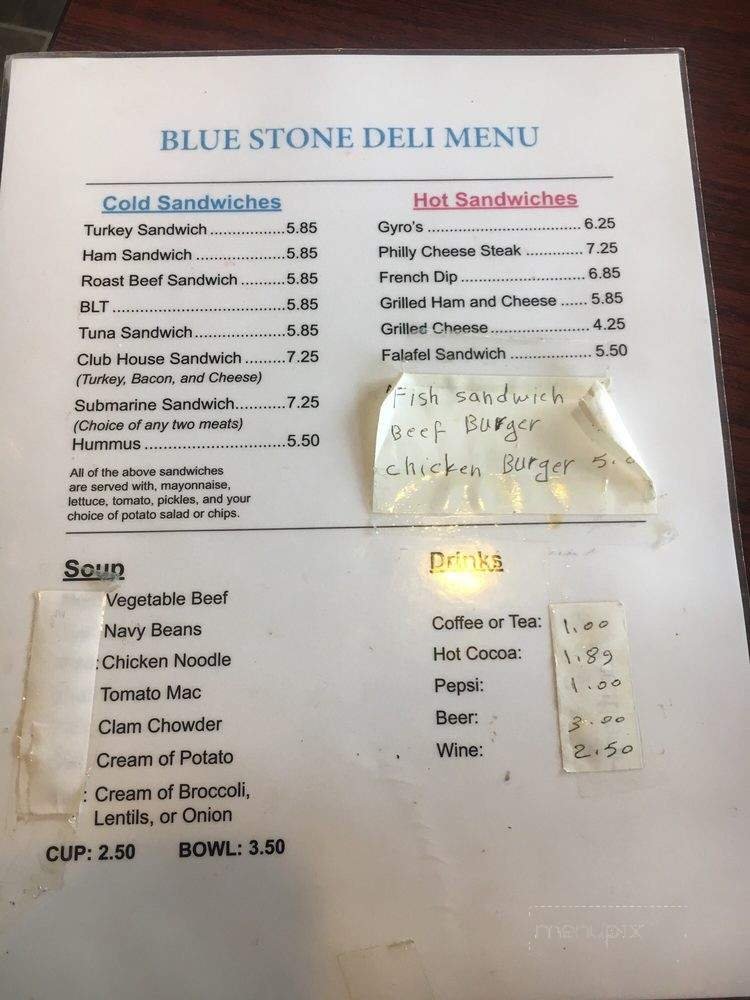 BLUE STONE DELI MENU
Cold Sandwiches
Turkey Sandwich.................5.85
Ham Sandwich....................5.85
Roast Beef Sandwich..........5.85
BLT.......................................5.85
Tuna Sandwich.....................5.85
Club House Sandwich.........7.25
(Turkey, Bacon, and Cheese)
Submarine Sandwich...........7.25
(Choice of any two meats)
Hummus................................5.50
All of the above sandwiches
are served with, mayonnaise,
lettuce, tomato, pickles, and your
choice of potato salad or chips.
Hot Sandwiches
Gyro's................................... 6.25
Philly Cheese Steak .............7.25
French Dip............................6.85
Grilled Ham and Cheese ...... 5.85
Grilled Cheese.......................4.25
Falafel Sandwich ..................5.50
Fish sandwich
Beef Burger
chicken Burger
Soup
Vegetable Beef
Navy Beans
: Chicken Noodle
Tomato Mac
Clam Chowder
Cream of Potato
: Cream of Broccoli,
Lentils, or Onion
CUP: 2.50 BOWL: 3.50
Drinks
Coffee or Tea: 1.00
Hot Cocoa: 1.89
Pepsi: 1.00
Beer: 3.00
Wine: 2.50
menupix